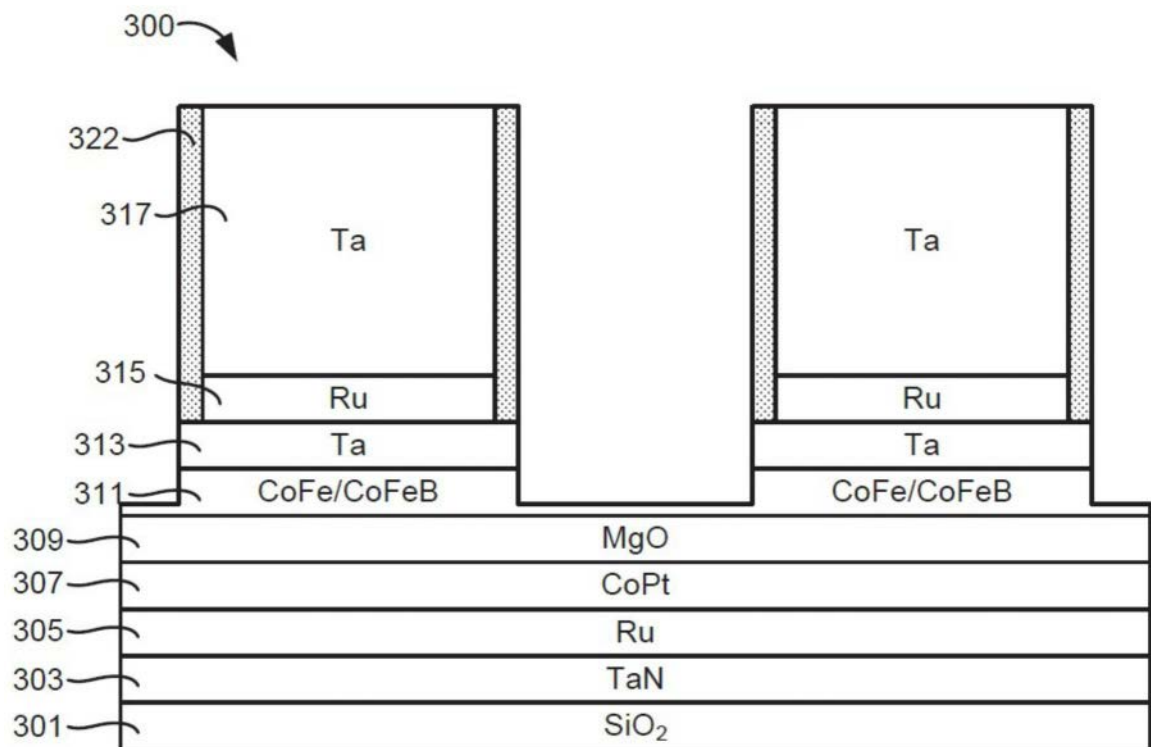 300
322
317 Ta Ta
315 Ru Ru
313 Ta Ta
311 CoFe/CoFeB CoFe/CoFeB
309 MgO
307 CoPt
305 Ru
303 TaN
301 SiO₂